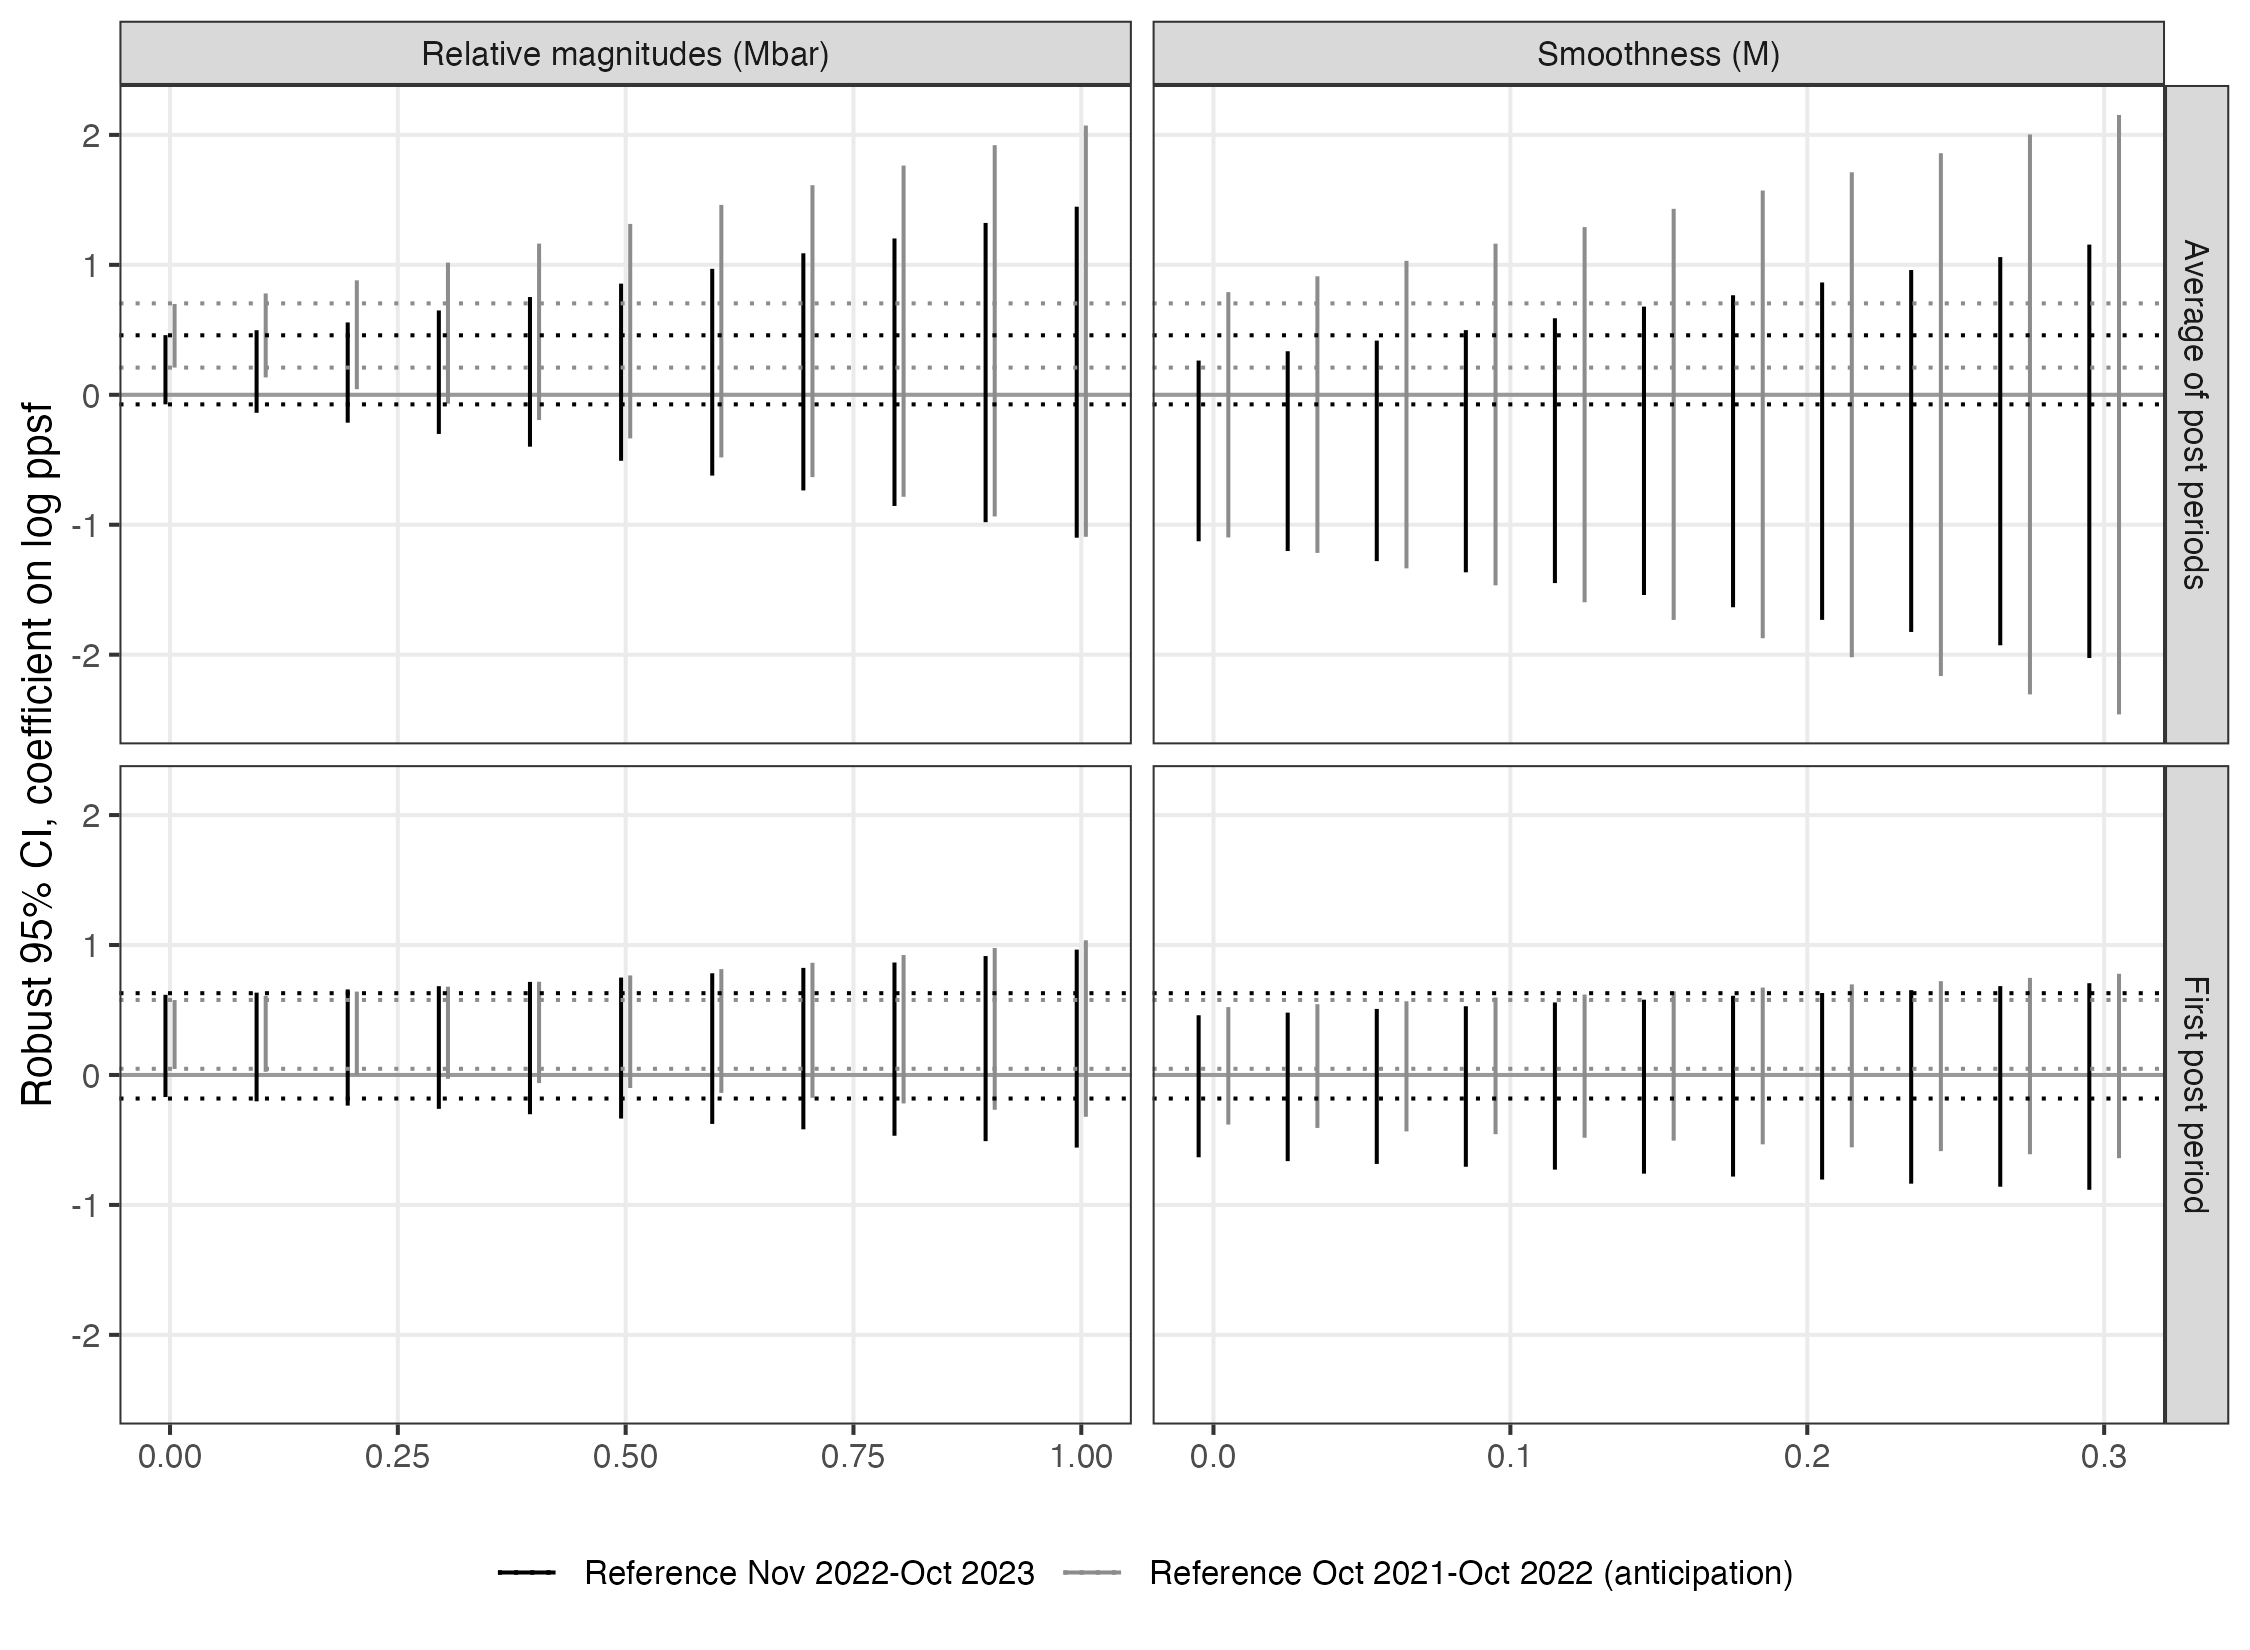 Relative magnitudes (Mbar)
Smoothness (M)
Robust 95% CI, coefficient on log ppsf
2
1
0
-1
-2
Average of post periods
2
1
0
-1
-2
First post period
0.00
0.25
0.50
0.75
1.00
0.0
0.1
0.2
0.3
Reference Nov 2022-Oct 2023
Reference Oct 2021-Oct 2022 (anticipation)